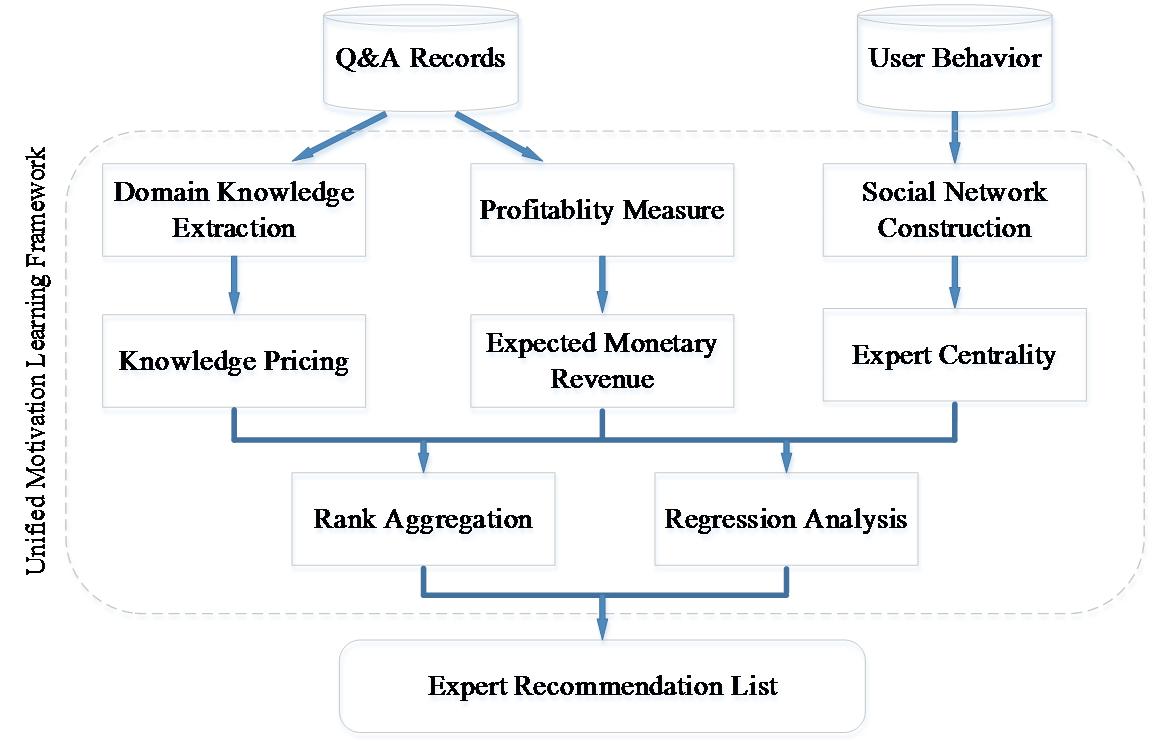 Q&A Records
User Behavior
Unified Motivation Learning Framework
Domain Knowledge
Extraction
Profitablity Measure
Social Network
Construction
Knowledge Pricing
Expected Monetary
Revenue
Expert Centrality
Rank Aggregation
Regression Analysis
Expert Recommendation List